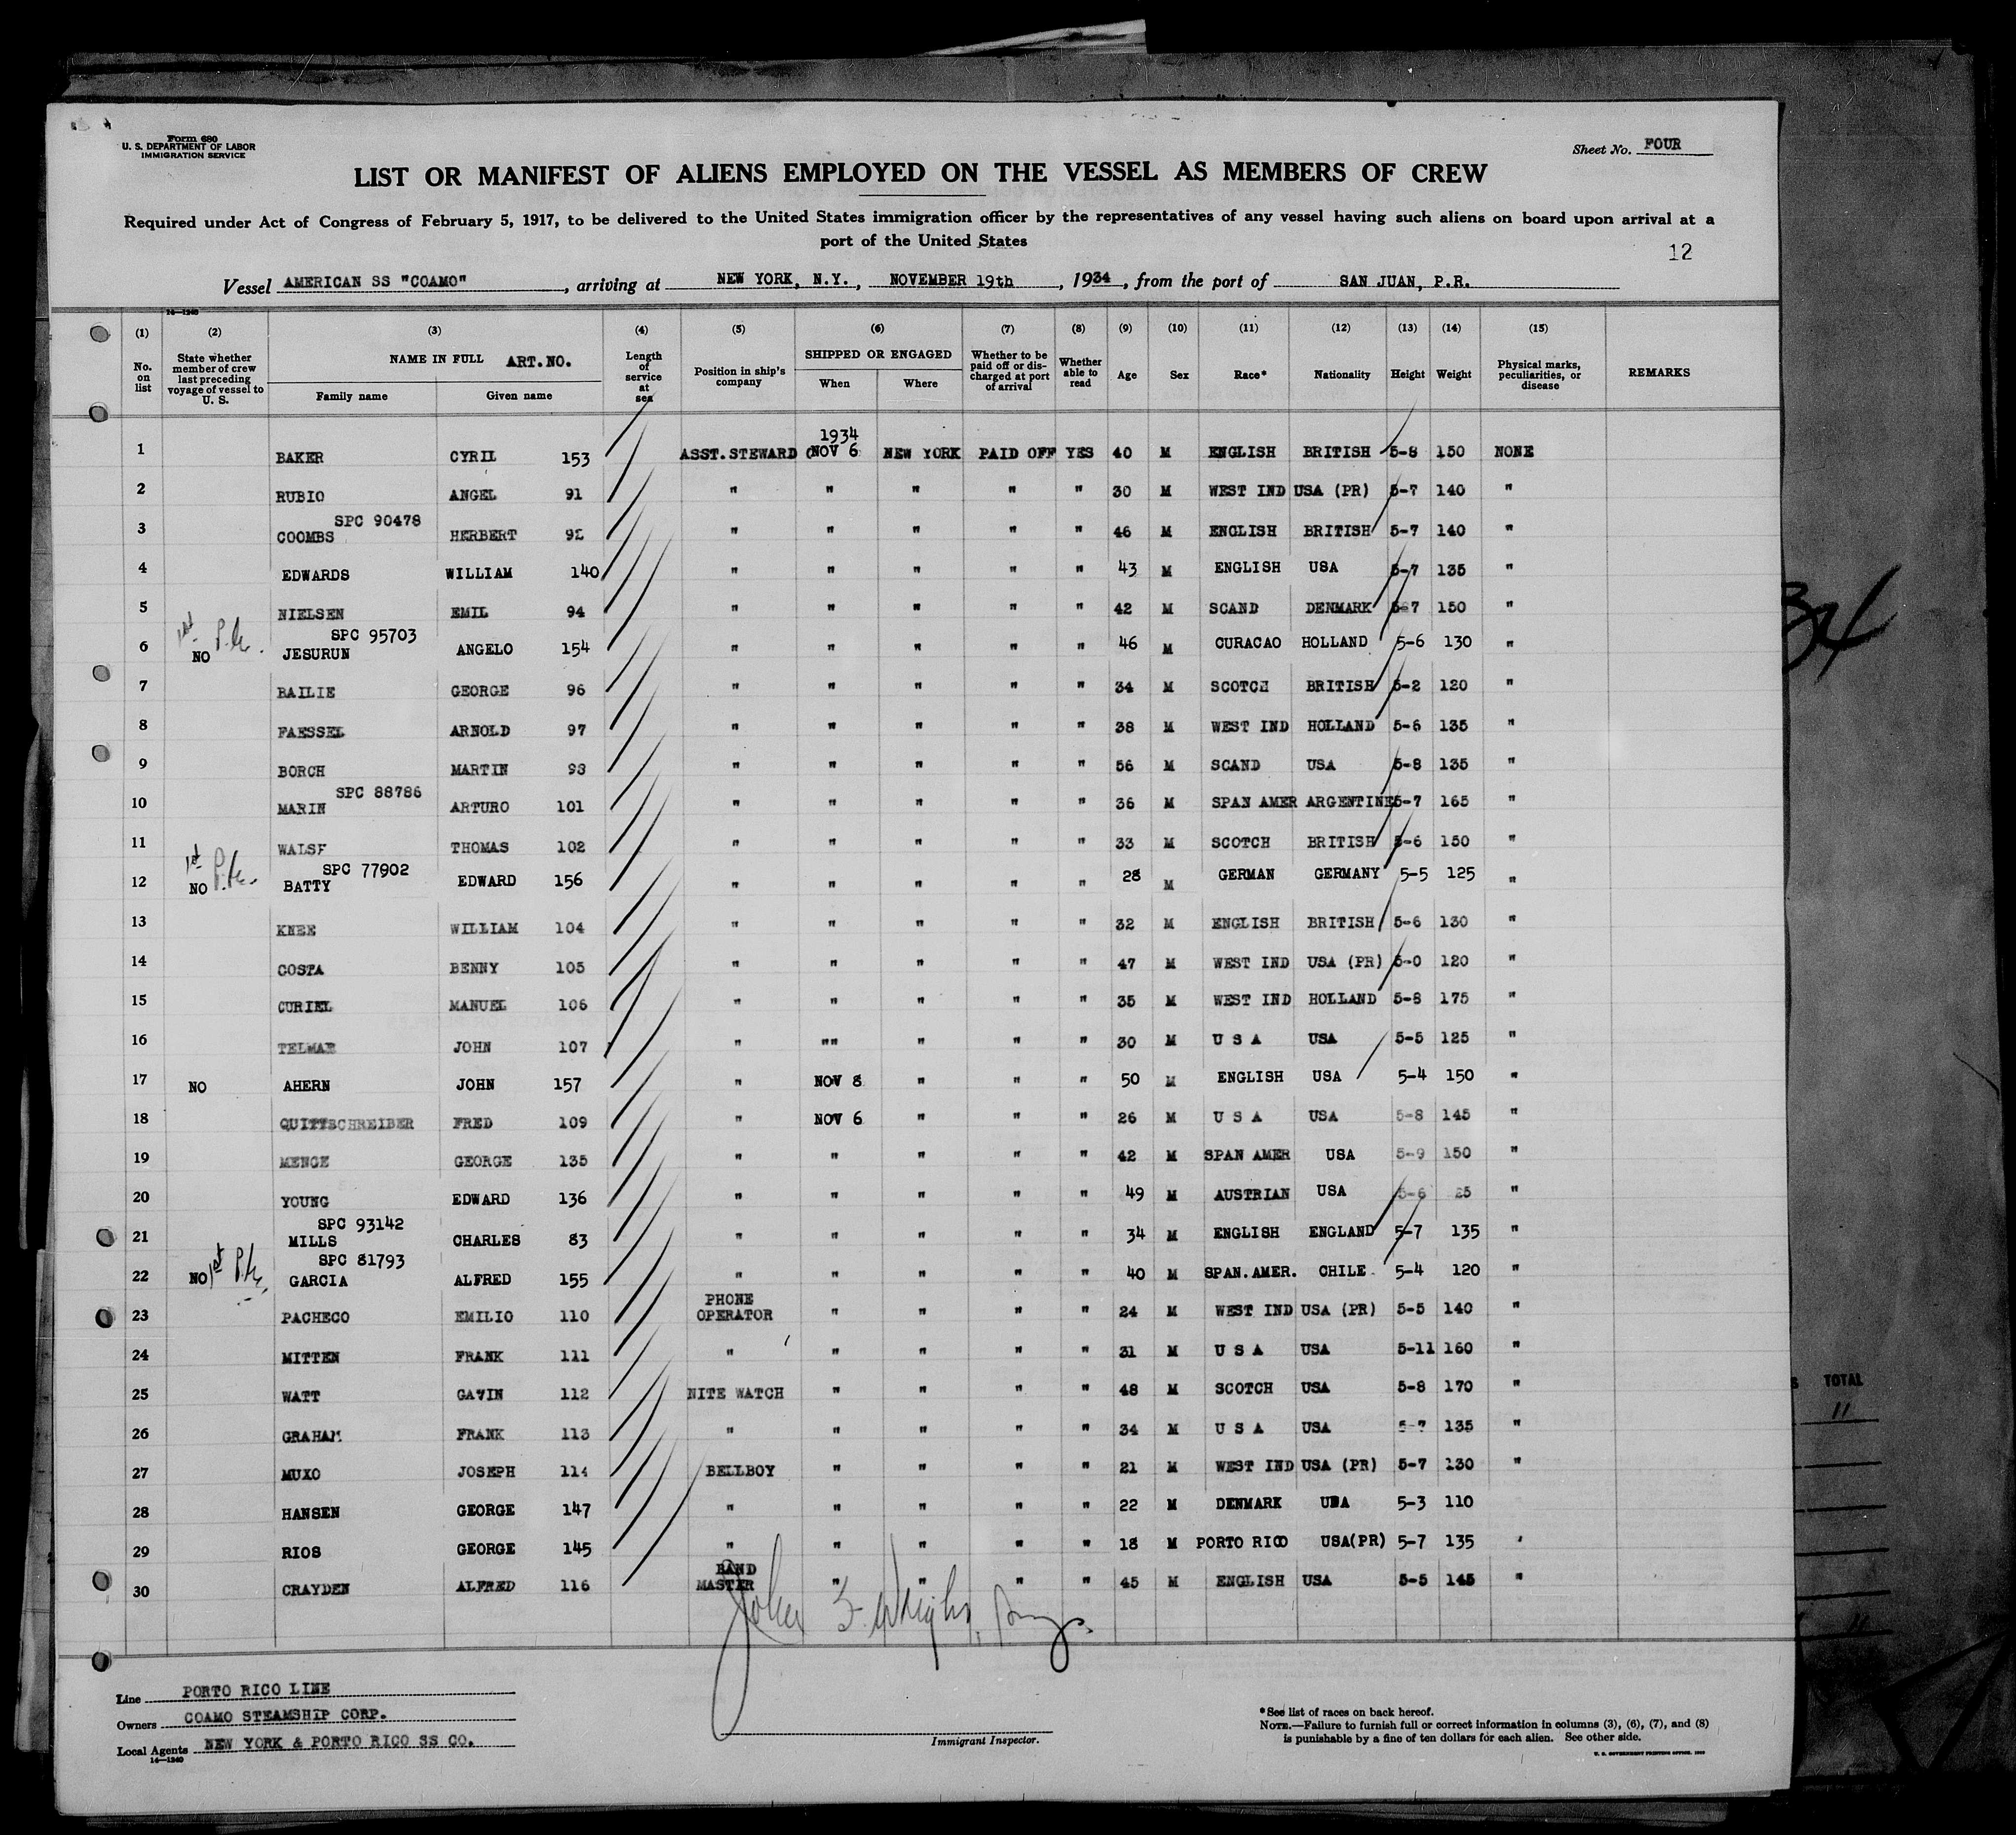 Form 680
U. S. DEPARTMENT OF LABOR
IMMIGRATION SERVICE
Sheet No. FOUR
LIST OR MANIFEST OF ALIENS EMPLOYED ON THE VESSEL AS MEMBERS OF CREW
Required under Act of Congress of February 5, 1917, to be delivered to the United States immigration officer by the representatives of any vessel having such aliens on board upon arrival at a
port of the United States
12
Vessel AMERICAN SS "COAMO", arriving at NEW YORK, N.Y., NOVEMBER 19th, 1934, from the port of SAN JUAN, P.R.
14—1240
(1) (2) (3) (4) (5) (6) (7) (8) (9) (10) (11) (12) (13) (14) (15)
No. on list State whether member of crew last preceding voyage of vessel to U. S. NAME IN FULL ART.NO. Family name Given name Length of service at sea Position in ship's company SHIPPED OR ENGAGED When Where Whether to be paid off or discharged at port of arrival Whether able to read Age Sex Race* Nationality Height Weight Physical marks, peculiarities, or disease REMARKS
1934
1 BAKER CYRIL 153 ASST.STEWARD NOV 6 NEW YORK PAID OFF YES 40 M ENGLISH BRITISH 5-8 150 NONE
2 RUBIO ANGEL 91 " " " " " 30 M WEST IND USA (PR) 5-7 140 "
SPC 90478
3 COOMBS HERBERT 92 " " " " " 46 M ENGLISH BRITISH 5-7 140 "
4 EDWARDS WILLIAM 140 " " " " " 43 M ENGLISH USA 5-7 135 "
5 NIELSEN EMIL 94 " " " " " 42 M SCAND DENMARK 5-7 150 "
1st P.h. SPC 95703
6 NO JESURUN ANGELO 154 " " " " " 46 M CURACAO HOLLAND 5-6 130 "
7 BAILIE GEORGE 96 " " " " " 34 M SCOTCH BRITISH 5-2 120 "
8 FAESSEL ARNOLD 97 " " " " " 38 M WEST IND HOLLAND 5-6 135 "
9 BORCH MARTIN 98 " " " " " 56 M SCAND USA 5-8 135 "
SPC 88786
10 MARIN ARTURO 101 " " " " " 36 M SPAN AMER ARGENTINE 5-7 165 "
11 WALSF THOMAS 102 " " " " " 33 M SCOTCH BRITISH 5-6 150 "
1st P.h. SPC 77902
12 NO BATTY EDWARD 156 " " " " " 28 M GERMAN GERMANY 5-5 125 "
13 KNEE WILLIAM 104 " " " " " 32 M ENGLISH BRITISH 5-6 130 "
14 COSTA BENNY 105 " " " " " 47 M WEST IND USA (PR) 5-0 120 "
15 CURIEL MANUEL 106 " " " " " 35 M WEST IND HOLLAND 5-8 175 "
16 TELMAR JOHN 107 " "" " " " 30 M U S A USA 5-5 125 "
17 NO AHERN JOHN 157 " NOV 8 " " " 50 M ENGLISH USA 5-4 150 "
18 QUITTSCHREIBER FRED 109 " NOV 6 " " " 26 M U S A USA 5-8 145 "
19 MENGE GEORGE 135 " " " " " 42 M SPAN AMER USA 5-9 150 "
20 YOUNG EDWARD 136 " " " " " 49 M AUSTRIAN USA 5-6 25 "
SPC 93142
21 MILLS CHARLES 83 " " " " " 34 M ENGLISH ENGLAND 5-7 135 "
SPC 81793
22 NO 1st P.h. GARCIA ALFRED 155 " " " " " 40 M SPAN.AMER. CHILE 5-4 120 "
23 PACHECO EMILIO 110 PHONE OPERATOR " " " " 24 M WEST IND USA (PR) 5-5 140 "
24 MITTEN FRANK 111 " " " " " 31 M U S A USA 5-11 160 "
25 WATT GAVIN 112 NITE WATCH " " " " 48 M SCOTCH USA 5-8 170 "
26 GRAHAM FRANK 113 " " " " " 34 M U S A USA 5-7 135 "
27 MUXO JOSEPH 114 BELLBOY " " " " 21 M WEST IND USA (PR) 5-7 130 "
28 HANSEN GEORGE 147 " " " " " 22 M DENMARK USA 5-3 110
29 RIOS GEORGE 145 " " " " " 18 M PORTO RICO USA(PR) 5-7 135 '
30 CRAYDEN ALFRED 116 BAND MASTER " " " " 45 M ENGLISH USA 5-5 145 "
Line PORTO RICO LINE
Owners COAMO STEAMSHIP CORP.
Local Agents NEW YORK & PORTO RICO SS CO.
14—1240
Immigrant Inspector.
*See list of races on back hereof.
NOTE.—Failure to furnish full or correct information in columns (3), (6), (7), and (8)
is punishable by a fine of ten dollars for each alien. See other side.
U. S. GOVERNMENT PRINTING OFFICE
34
TOTAL
11